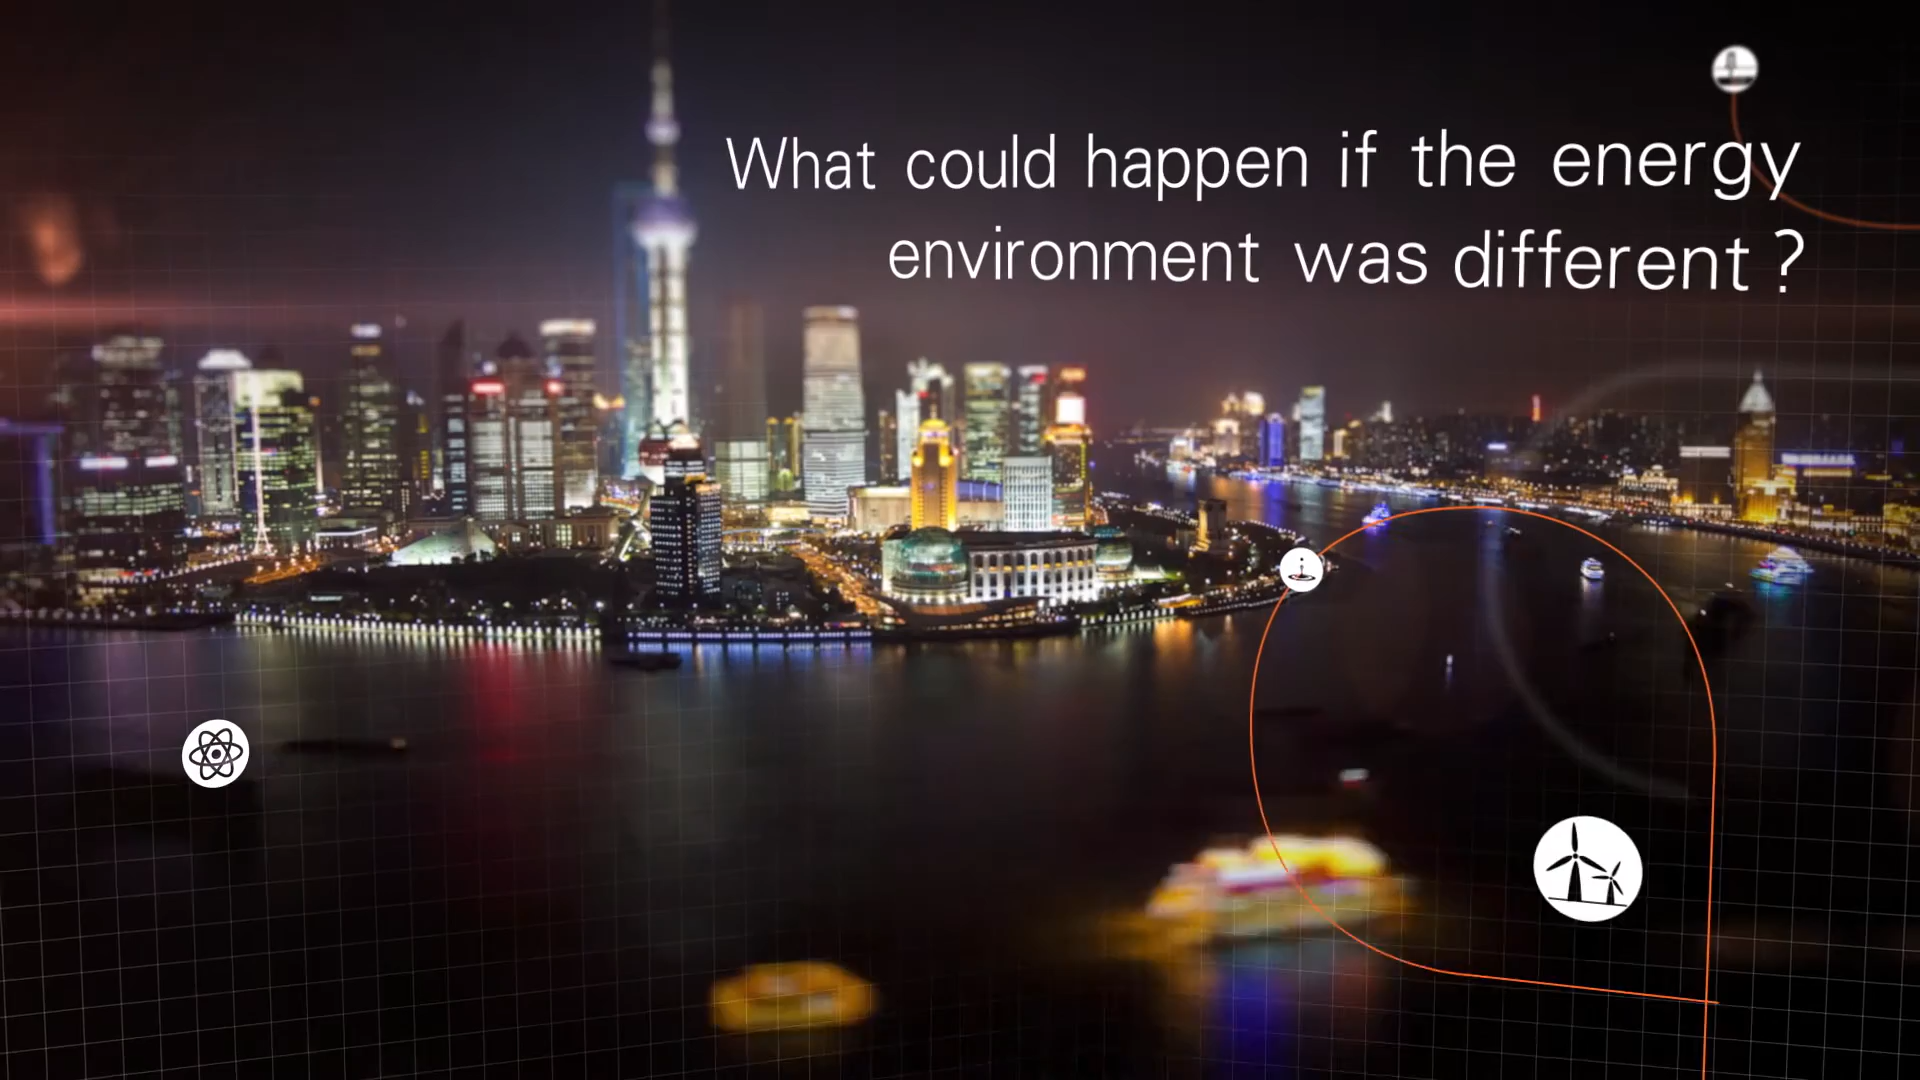 What could happen if the energy
environment was different ?